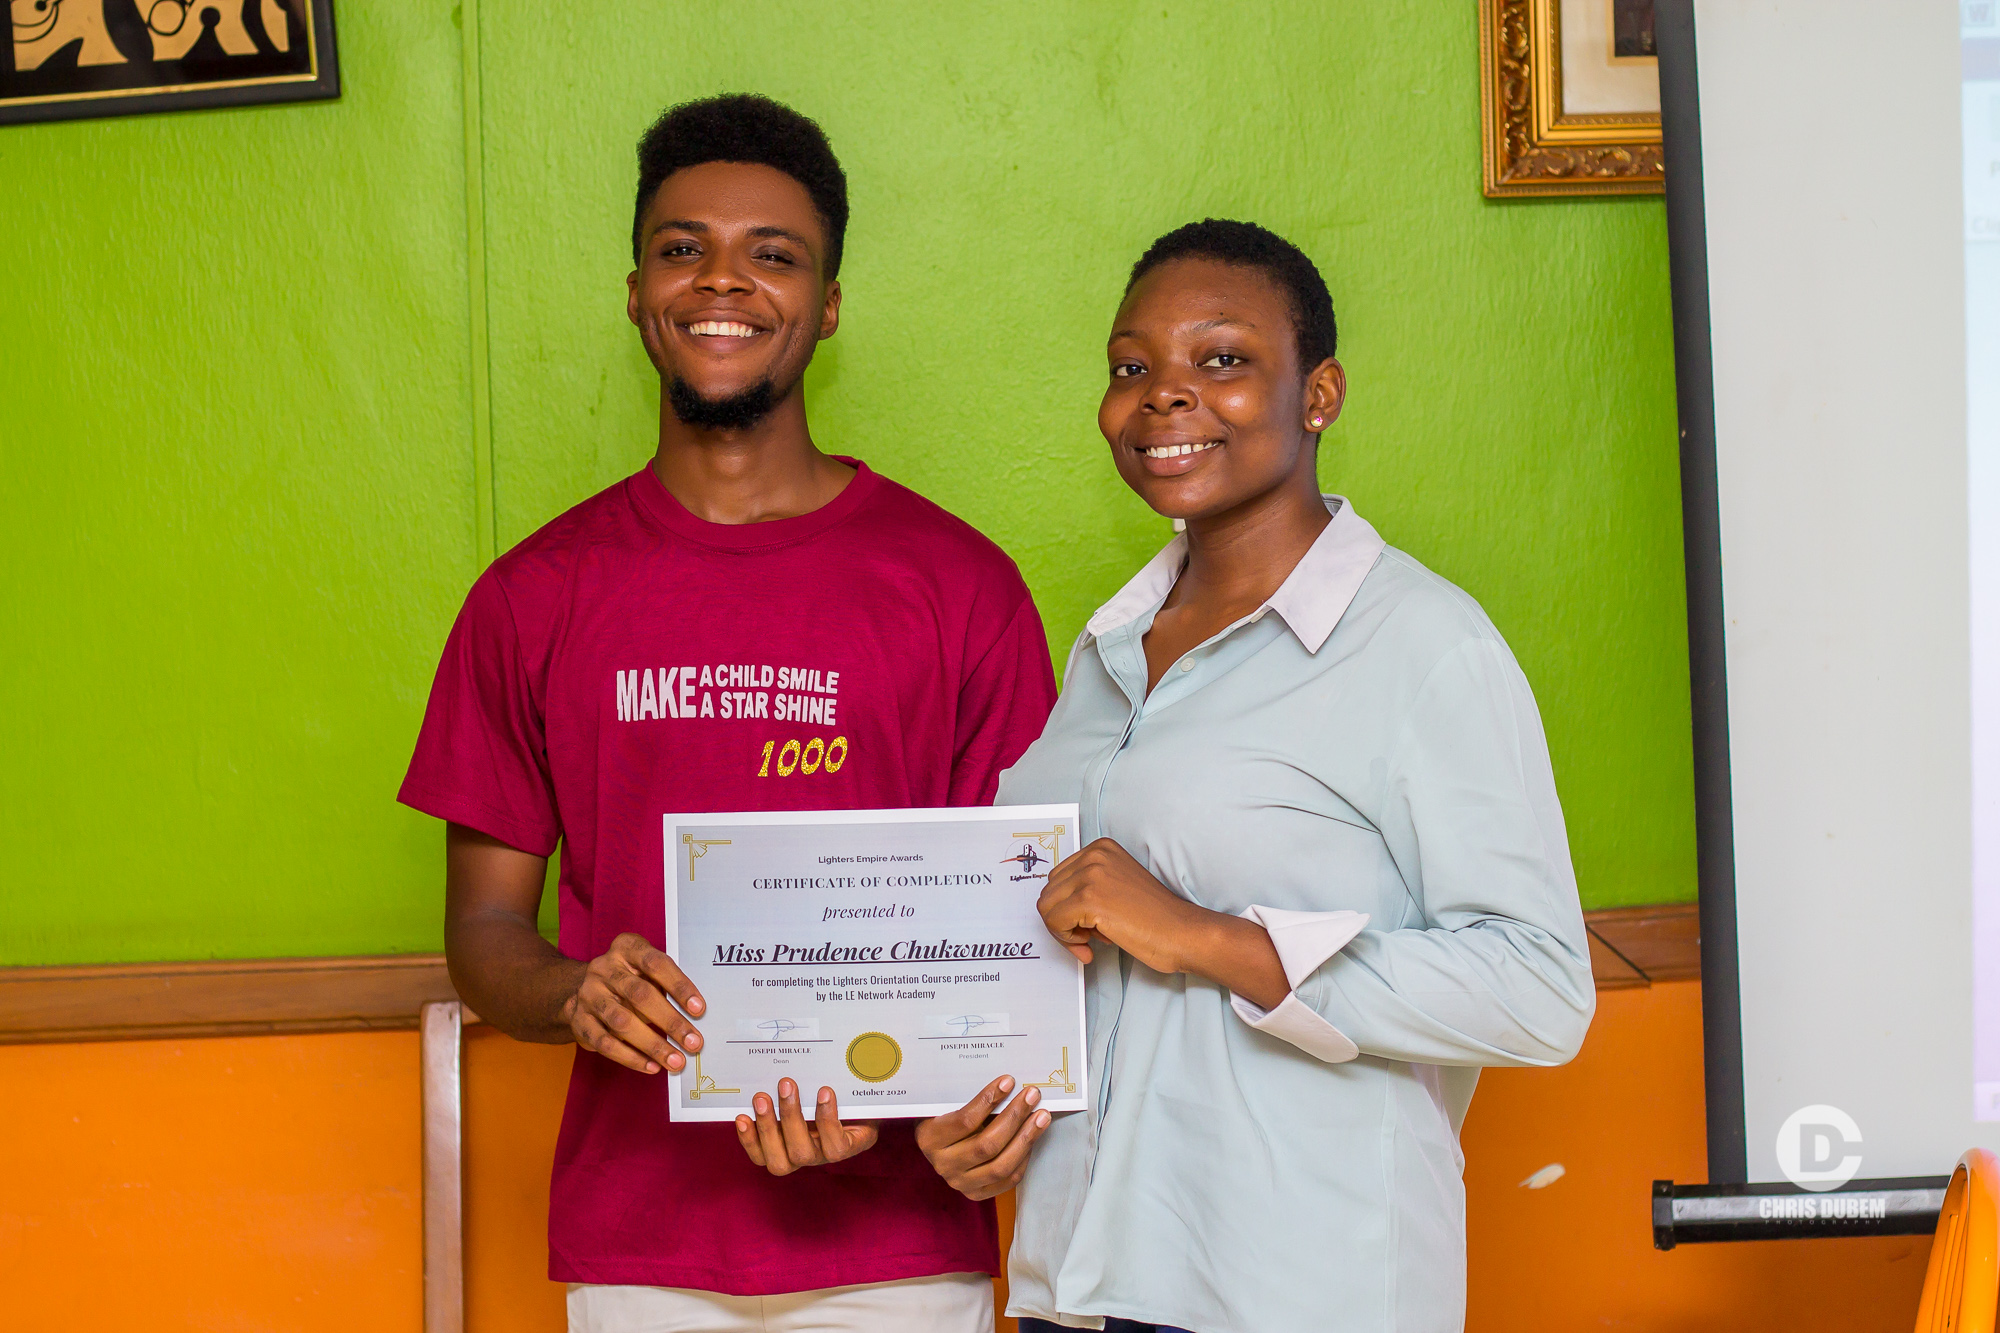 MAKE A CHILD SMILE
A STAR SHINE
1000
Lighters Empire Awards
CERTIFICATE OF COMPLETION
Lighters Empire
presented to
Miss Prudence Chukwunwe
for completing the Lighters Orientation Course prescribed
by the LE Network Academy
JOSEPH MIRACLE
Dean
JOSEPH MIRACLE
President
October 2020
DC
CHRIS DUBEM
PHOTOGRAPHY